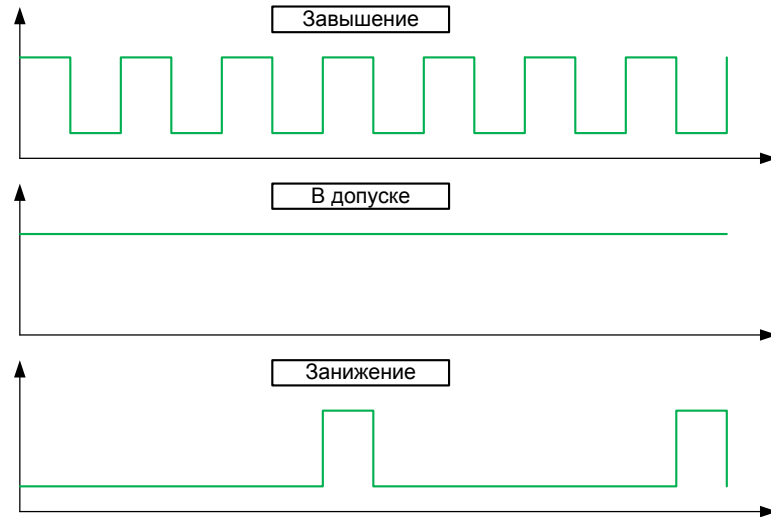 Завышение
В допуске
Занижение